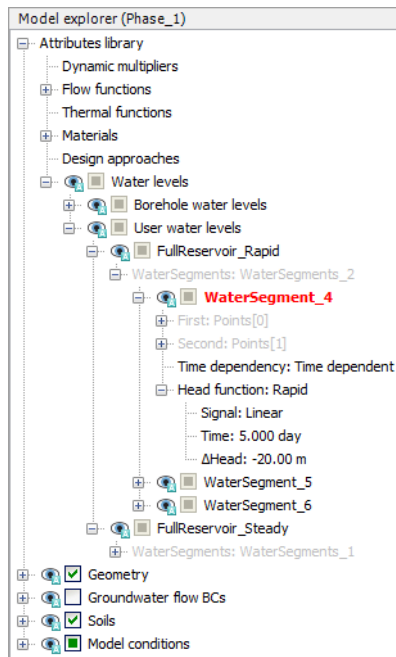 Model explorer (Phase_1)
Attributes library
Dynamic multipliers
Flow functions
Thermal functions
Materials
Design approaches
Water levels
Borehole water levels
User water levels
FullReservoir_Rapid
WaterSegments: WaterSegments_2
WaterSegment_4
First: Points[0]
Second: Points[1]
Time dependency: Time dependent
Head function: Rapid
Signal: Linear
Time: 5.000 day
ΔHead: -20.00 m
WaterSegment_5
WaterSegment_6
FullReservoir_Steady
WaterSegments: WaterSegments_1
Geometry
Groundwater flow BCs
Soils
Model conditions